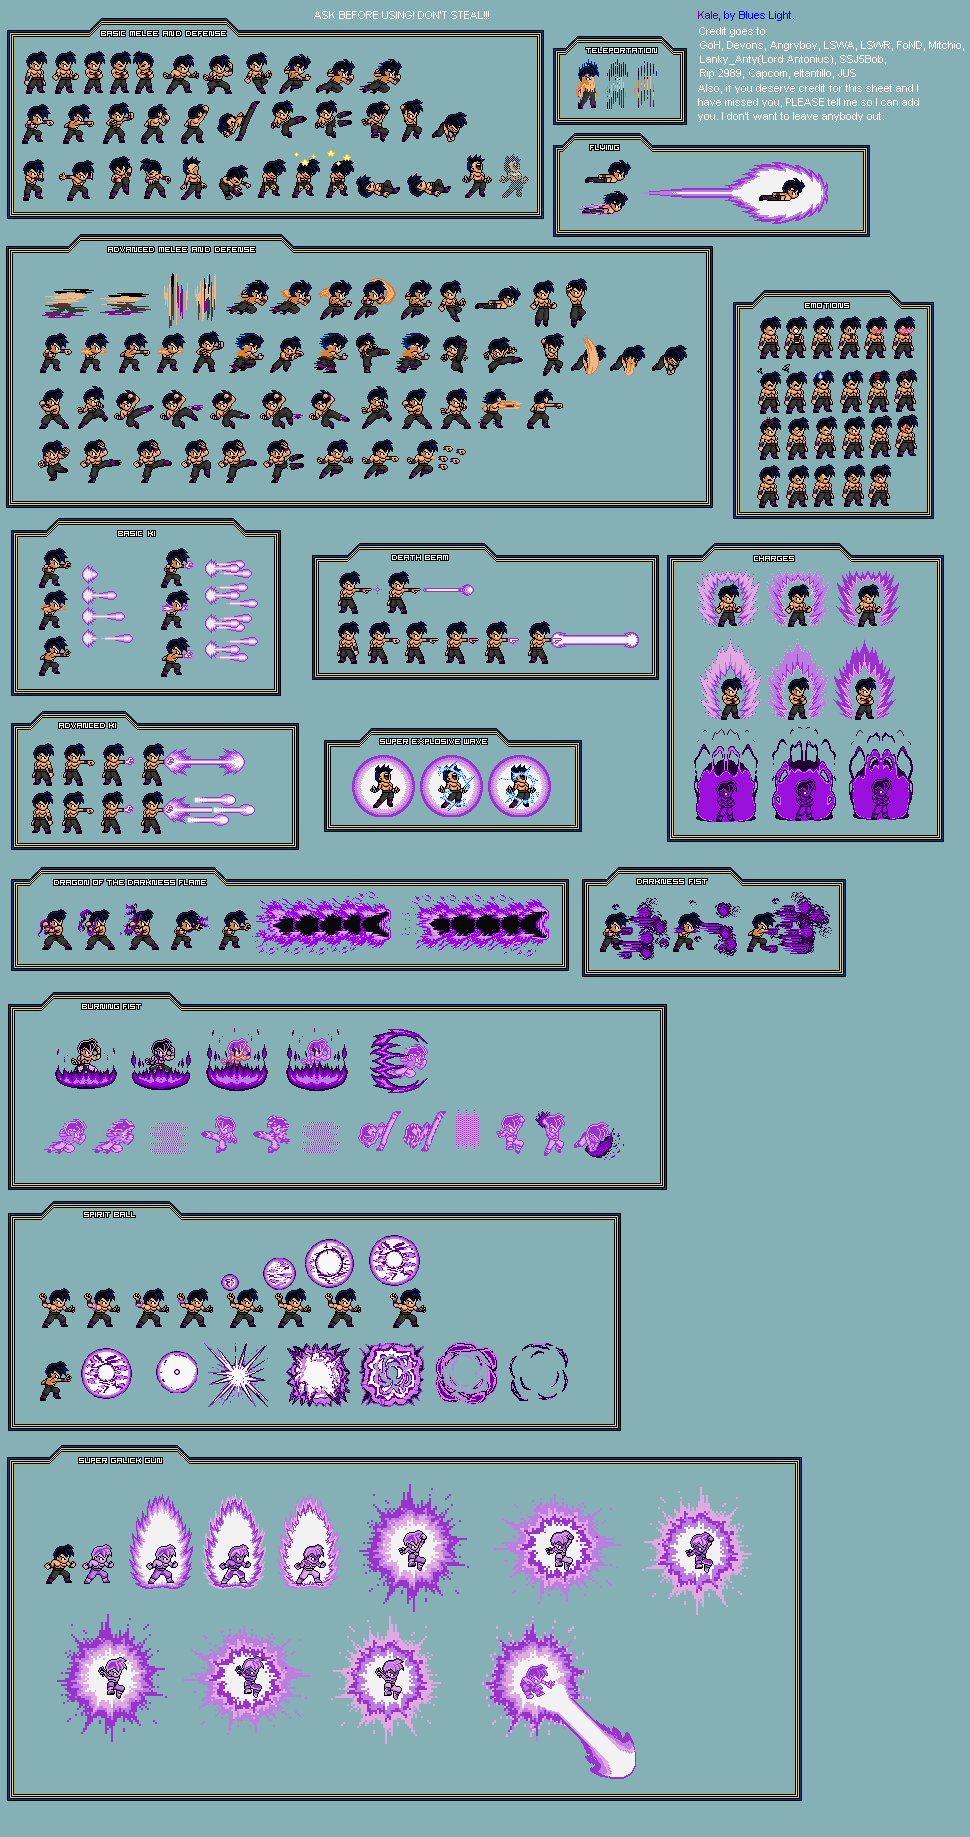 ASK BEFORE USING! DON'T STEAL!!!
Kale, by Blues Light.
Credit goes to:
GoH, Devons, Angryboy, LSWA, LSWR, FoND, Mitchio,
Lanky_Anty(Lord Antonius), SSJ5Bob,
Rip 2989, Capcom, eltantillo, JUS
Also, if you deserve credit for this sheet and I
have missed you, PLEASE tell me so I can add
you. I don't want to leave anybody out.
BASIC MELEE AND DEFENSE
TELEPORTATION
FLYING
ADVANCED MELEE AND DEFENSE
EMOTIONS
BASIC KI
DEATH BEAM
CHARGES
ADVANCED KI
SUPER EXPLOSIVE WAVE
DRAGON OF THE DARKNESS FLAME
DARKNESS FIST
BURNING FIST
SPIRIT BALL
SUPER GALICK GUN